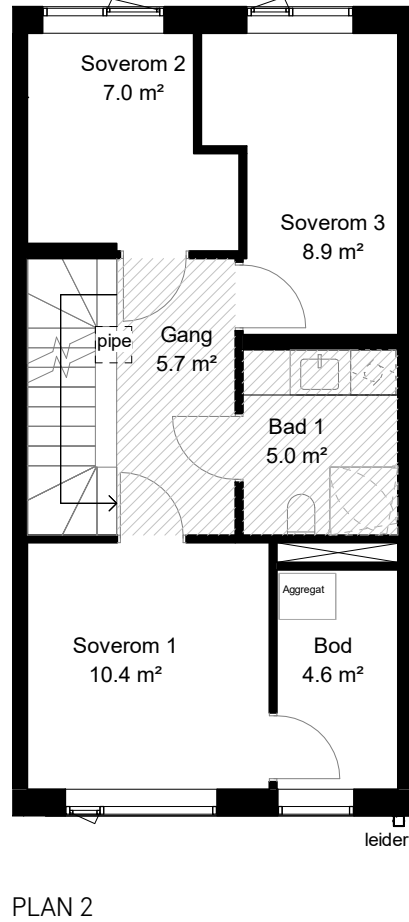 Soverom 2
7.0 m²
Soverom 3
8.9 m²
pipe
Gang
5.7 m²
Bad 1
5.0 m²
Soverom 1
10.4 m²
Aggregat
Bod
4.6 m²
leider
PLAN 2